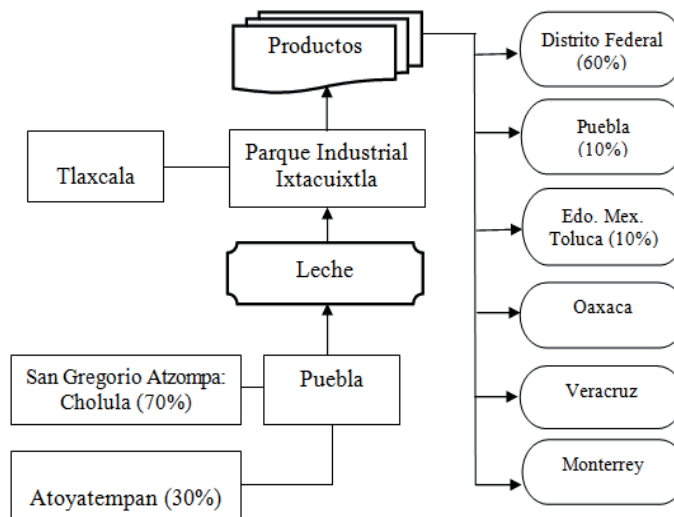 Productos
Distrito Federal
(60%)
Puebla
(10%)
Edo. Mex.
Toluca (10%)
Oaxaca
Veracruz
Monterrey
Tlaxcala
Parque Industrial
Ixtacuixtla
Leche
San Gregorio Atzompa:
Cholula (70%)
Puebla
Atoyatempan (30%)